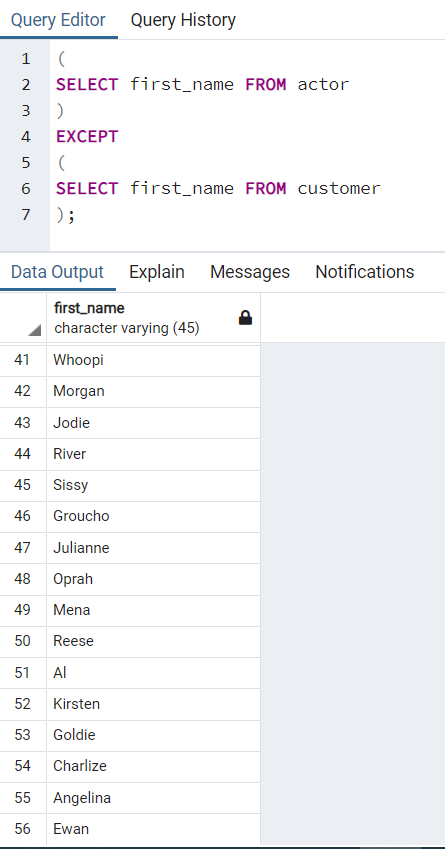 Query Editor Query History
1 (
2 SELECT first_name FROM actor
3 )
4 EXCEPT
5 (
6 SELECT first_name FROM customer
7 );
Data Output Explain Messages Notifications
first_name
character varying (45)
41 Whoopi
42 Morgan
43 Jodie
44 River
45 Sissy
46 Groucho
47 Julianne
48 Oprah
49 Mena
50 Reese
51 Al
52 Kirsten
53 Goldie
54 Charlize
55 Angelina
56 Ewan